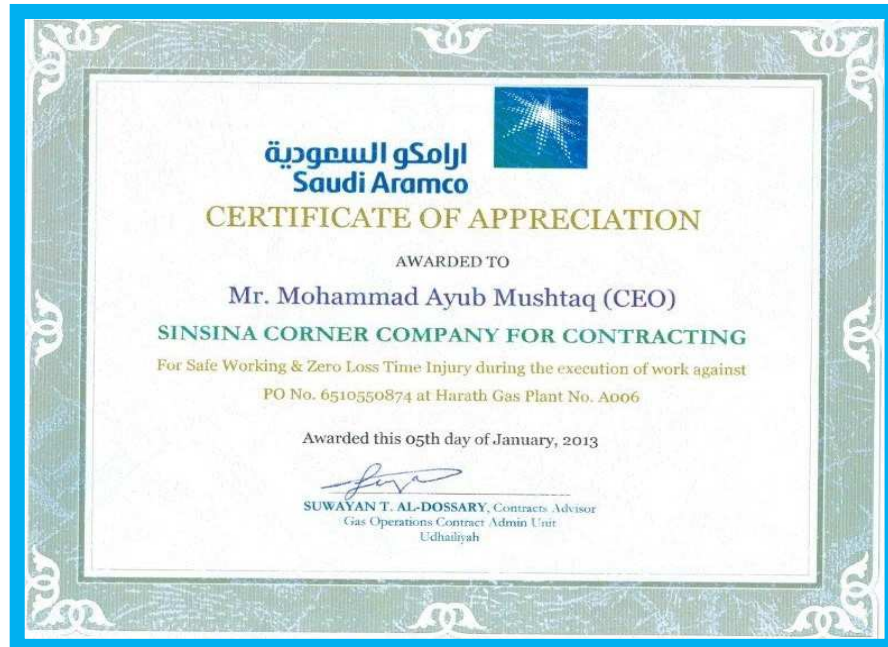 ارامكو السعودية
Saudi Aramco
CERTIFICATE OF APPRECIATION
AWARDED TO
Mr. Mohammad Ayub Mushtaq (CEO)
SINSINA CORNER COMPANY FOR CONTRACTING
For Safe Working & Zero Loss Time Injury during the execution of work against
PO No. 6510550874 at Harath Gas Plant No. A006
Awarded this 05th day of January, 2013
SUWAYAN T. AL-DOSSARY, Contracts Advisor
Gas Operations Contract Admin Unit
Udhailiyah